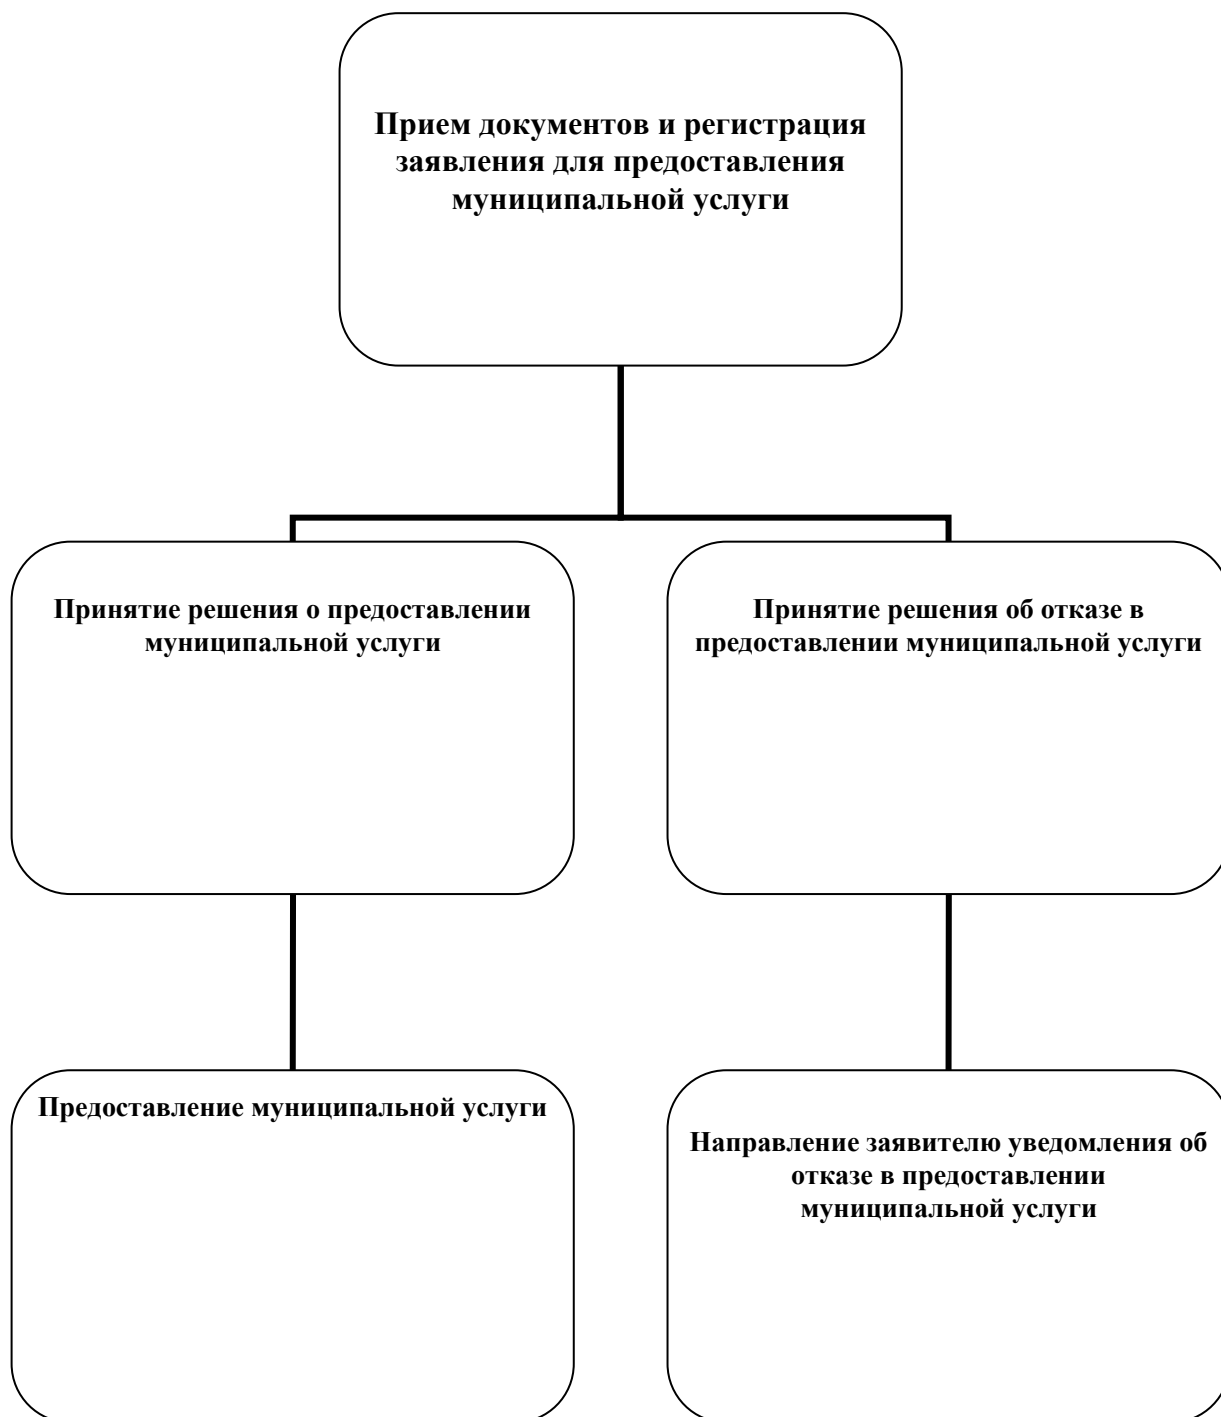 Прием документов и регистрация
заявления для предоставления
муниципальной услуги
Принятие решения о предоставлении
муниципальной услуги
Принятие решения об отказе в
предоставлении муниципальной услуги
Предоставление муниципальной услуги
Направление заявителю уведомления об
отказе в предоставлении
муниципальной услуги